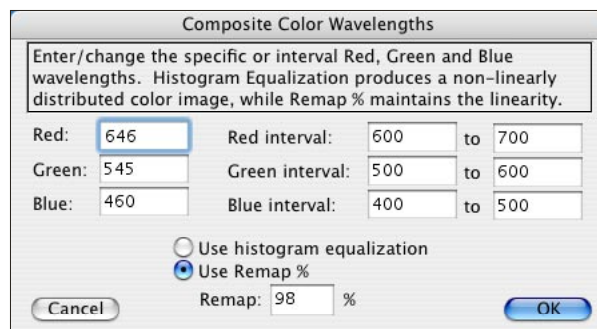 Composite Color Wavelengths
Enter/change the specific or interval Red, Green and Blue
wavelengths. Histogram Equalization produces a non-linearly
distributed color image, while Remap % maintains the linearity.
Red: 646 Red interval: 600 to 700
Green: 545 Green interval: 500 to 600
Blue: 460 Blue interval: 400 to 500
Use histogram equalization
Use Remap %
Remap: 98 %
Cancel OK